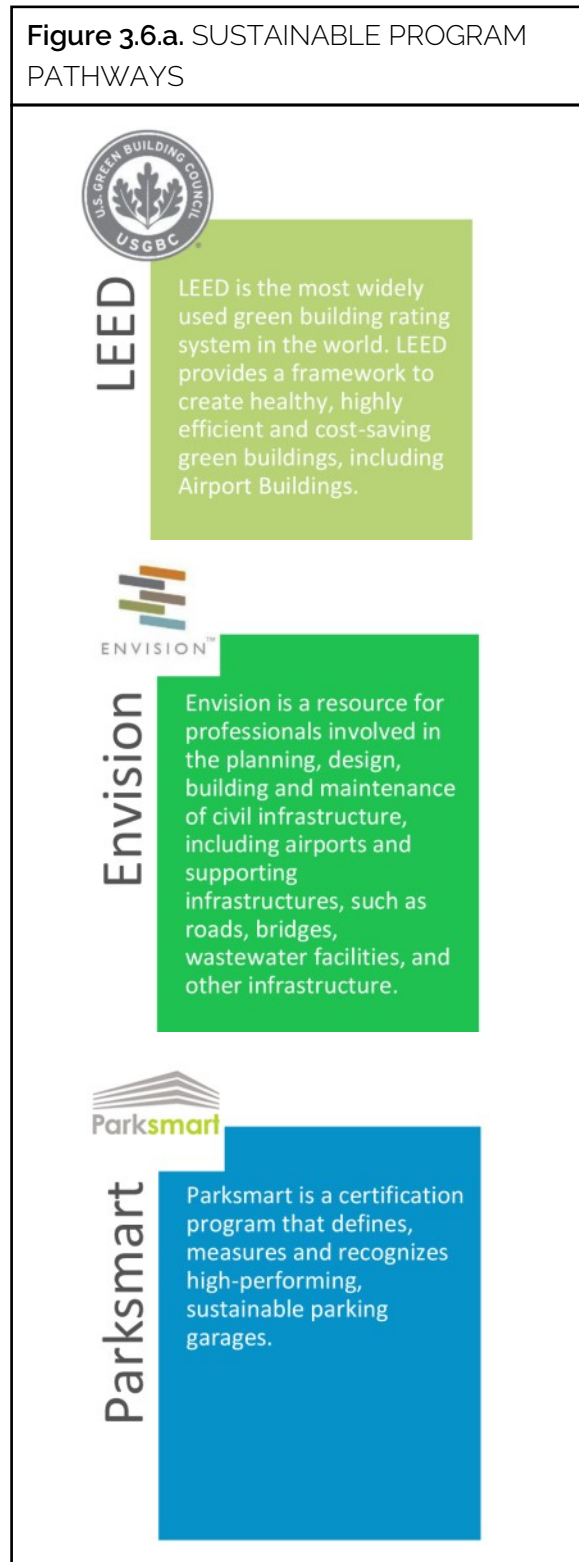 Figure 3.6.a. SUSTAINABLE PROGRAM
PATHWAYS
U.S. GREEN BUILDING COUNCIL
USGBC
®
LEED
LEED is the most widely
used green building rating
system in the world. LEED
provides a framework to
create healthy, highly
efficient and cost-saving
green buildings, including
Airport Buildings.
ENVISION™
Envision
Envision is a resource for
professionals involved in
the planning, design,
building and maintenance
of civil infrastructure,
including airports and
supporting
infrastructures, such as
roads, bridges,
wastewater facilities, and
other infrastructure.
Parksmart
Parksmart
Parksmart is a certification
program that defines,
measures and recognizes
high-performing,
sustainable parking
garages.